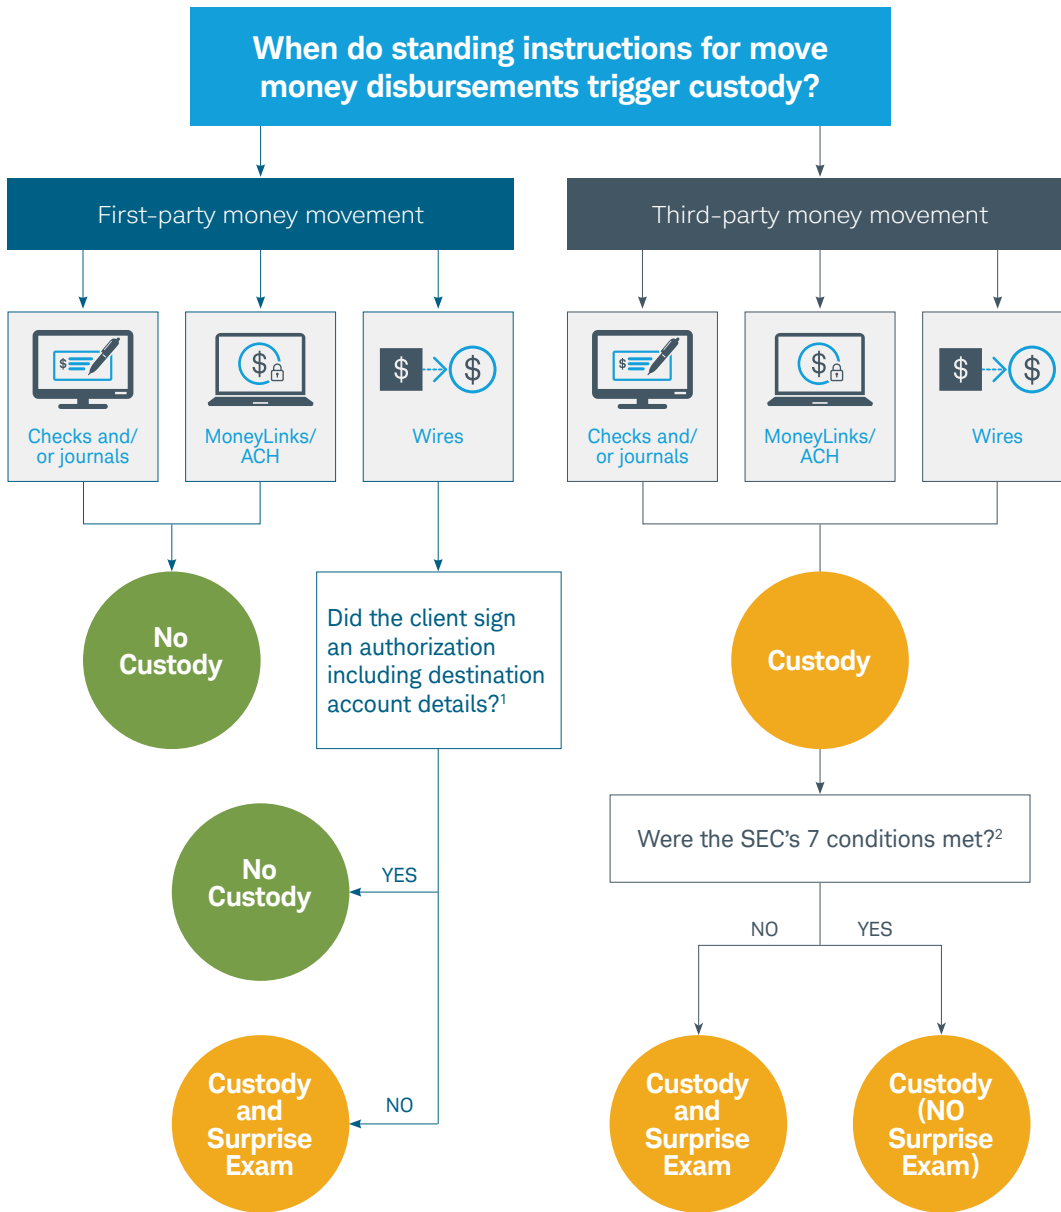 When do standing instructions for move
money disbursements trigger custody?
First-party money movement
Third-party money movement
$
Checks and/
or journals
$
MoneyLinks/
ACH
$ $
Wires
$
Checks and/
or journals
$
MoneyLinks/
ACH
$ $
Wires
No
Custody
Did the client sign
an authorization
including destination
account details?¹
Custody
Were the SEC's 7 conditions met?²
No
Custody
YES
NO
YES
Custody
and
Surprise
Exam
NO
Custody
and
Surprise
Exam
Custody
(NO
Surprise
Exam)